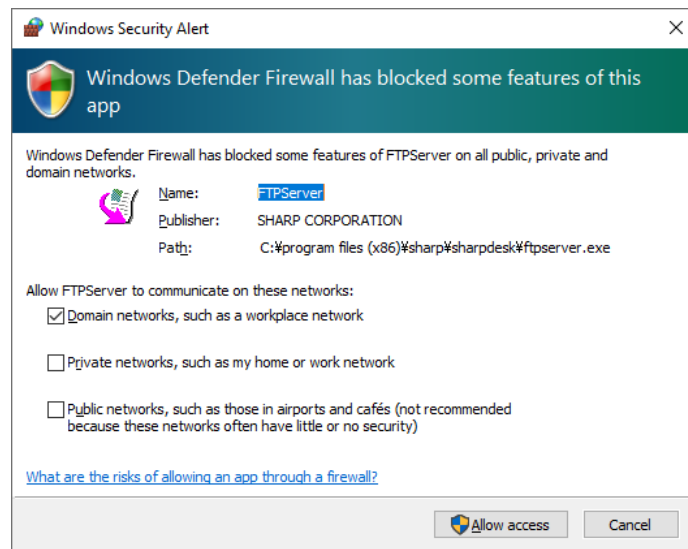 Windows Security Alert
Windows Defender Firewall has blocked some features of this
app
Windows Defender Firewall has blocked some features of FTPServer on all public, private and
domain networks.
Name: FTPServer
Publisher: SHARP CORPORATION
Path: C:¥program files (x86)¥sharp¥sharpdesk¥ftpserver.exe
Allow FTPServer to communicate on these networks:
Domain networks, such as a workplace network
Private networks, such as my home or work network
Public networks, such as those in airports and cafés (not recommended
because these networks often have little or no security)
What are the risks of allowing an app through a firewall?
Allow access Cancel